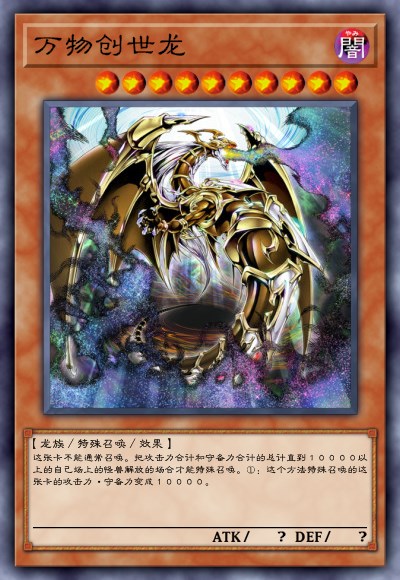 万物创世龙
やみ
闇
【龙族／特殊召唤／效果】
这张卡不能通常召唤。把攻击力合计和守备力合计的总计直到１００００以
上的自己场上的怪兽解放的场合才能特殊召唤。①：这个方法特殊召唤的这
张卡的攻击力・守备力变成１００００。
ATK/ ? DEF/ ?